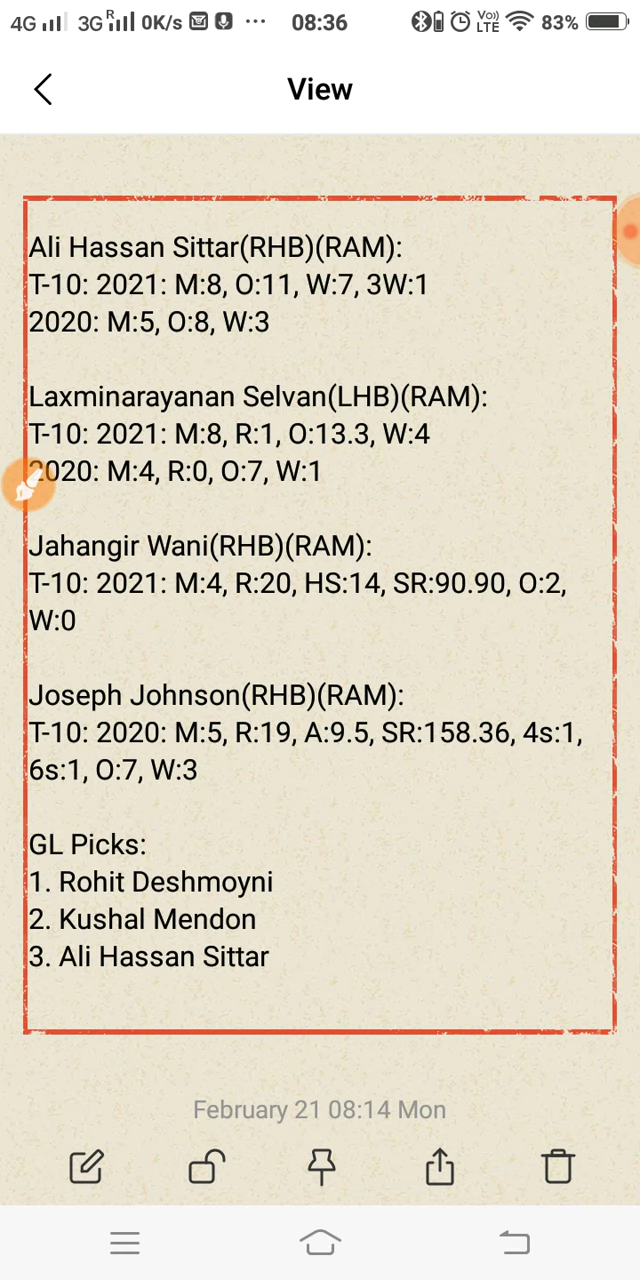 4G 3G R 0K/s ... 08:36 Vo)) LTE 83%
View
Ali Hassan Sittar(RHB)(RAM):
T-10: 2021: M:8, O:11, W:7, 3W:1
2020: M:5, O:8, W:3
Laxminarayanan Selvan(LHB)(RAM):
T-10: 2021: M:8, R:1, O:13.3, W:4
2020: M:4, R:0, O:7, W:1
Jahangir Wani(RHB)(RAM):
T-10: 2021: M:4, R:20, HS:14, SR:90.90, O:2,
W:0
Joseph Johnson(RHB)(RAM):
T-10: 2020: M:5, R:19, A:9.5, SR:158.36, 4s:1,
6s:1, O:7, W:3
GL Picks:
1. Rohit Deshmoyni
2. Kushal Mendon
3. Ali Hassan Sittar
February 21 08:14 Mon